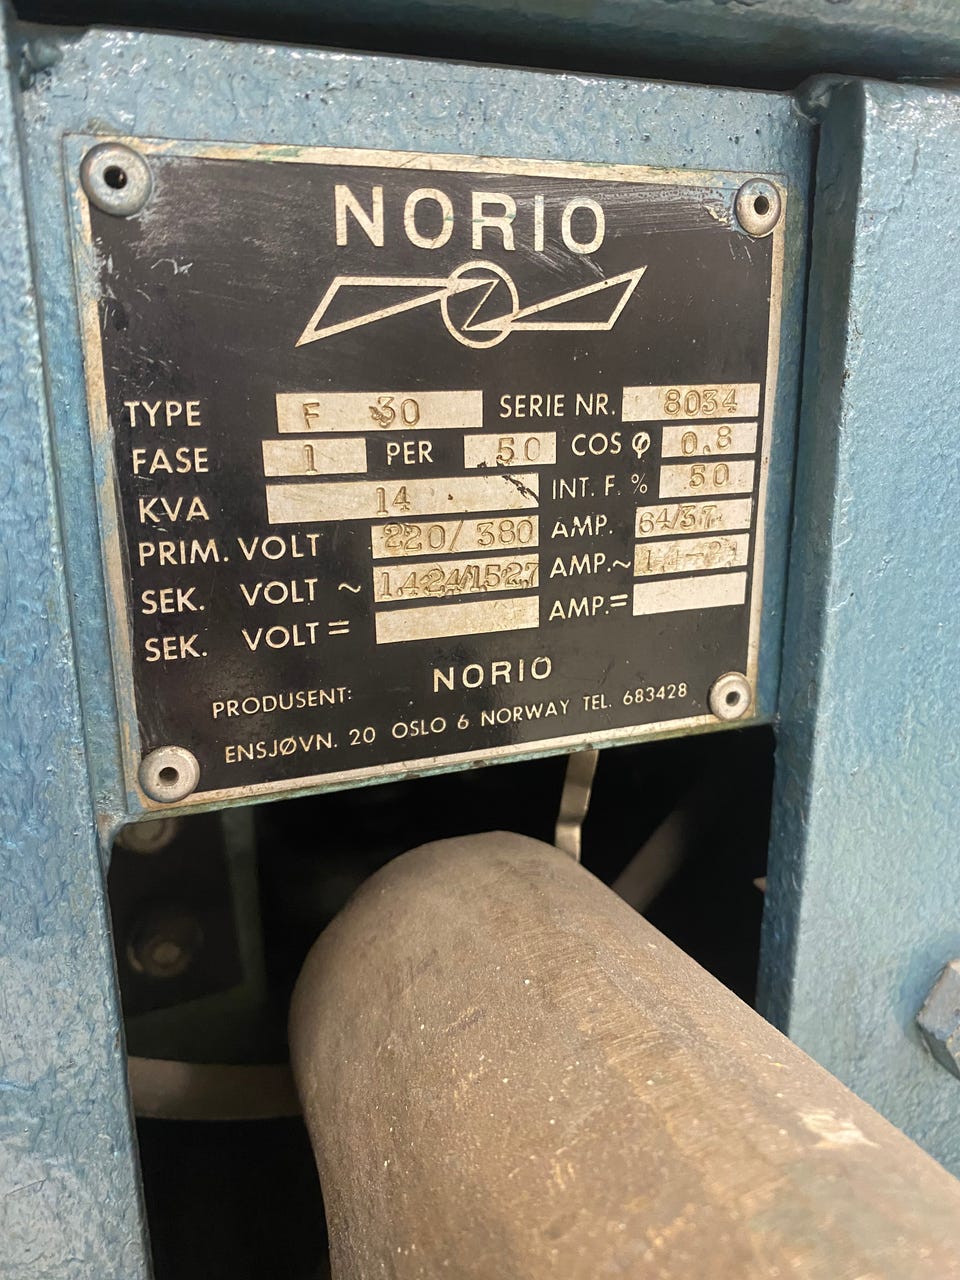 NORIO
TYPE F 30 SERIE NR. 8034
FASE 1 PER 50 COS φ 0,8
KVA 14 INT. F. % 50
PRIM. VOLT 220/380 AMP. 64/37
SEK. VOLT ~ AMP.~
SEK. VOLT = AMP.=
PRODUSENT: NORIO
ENSJØVN. 20 OSLO 6 NORWAY TEL. 683428